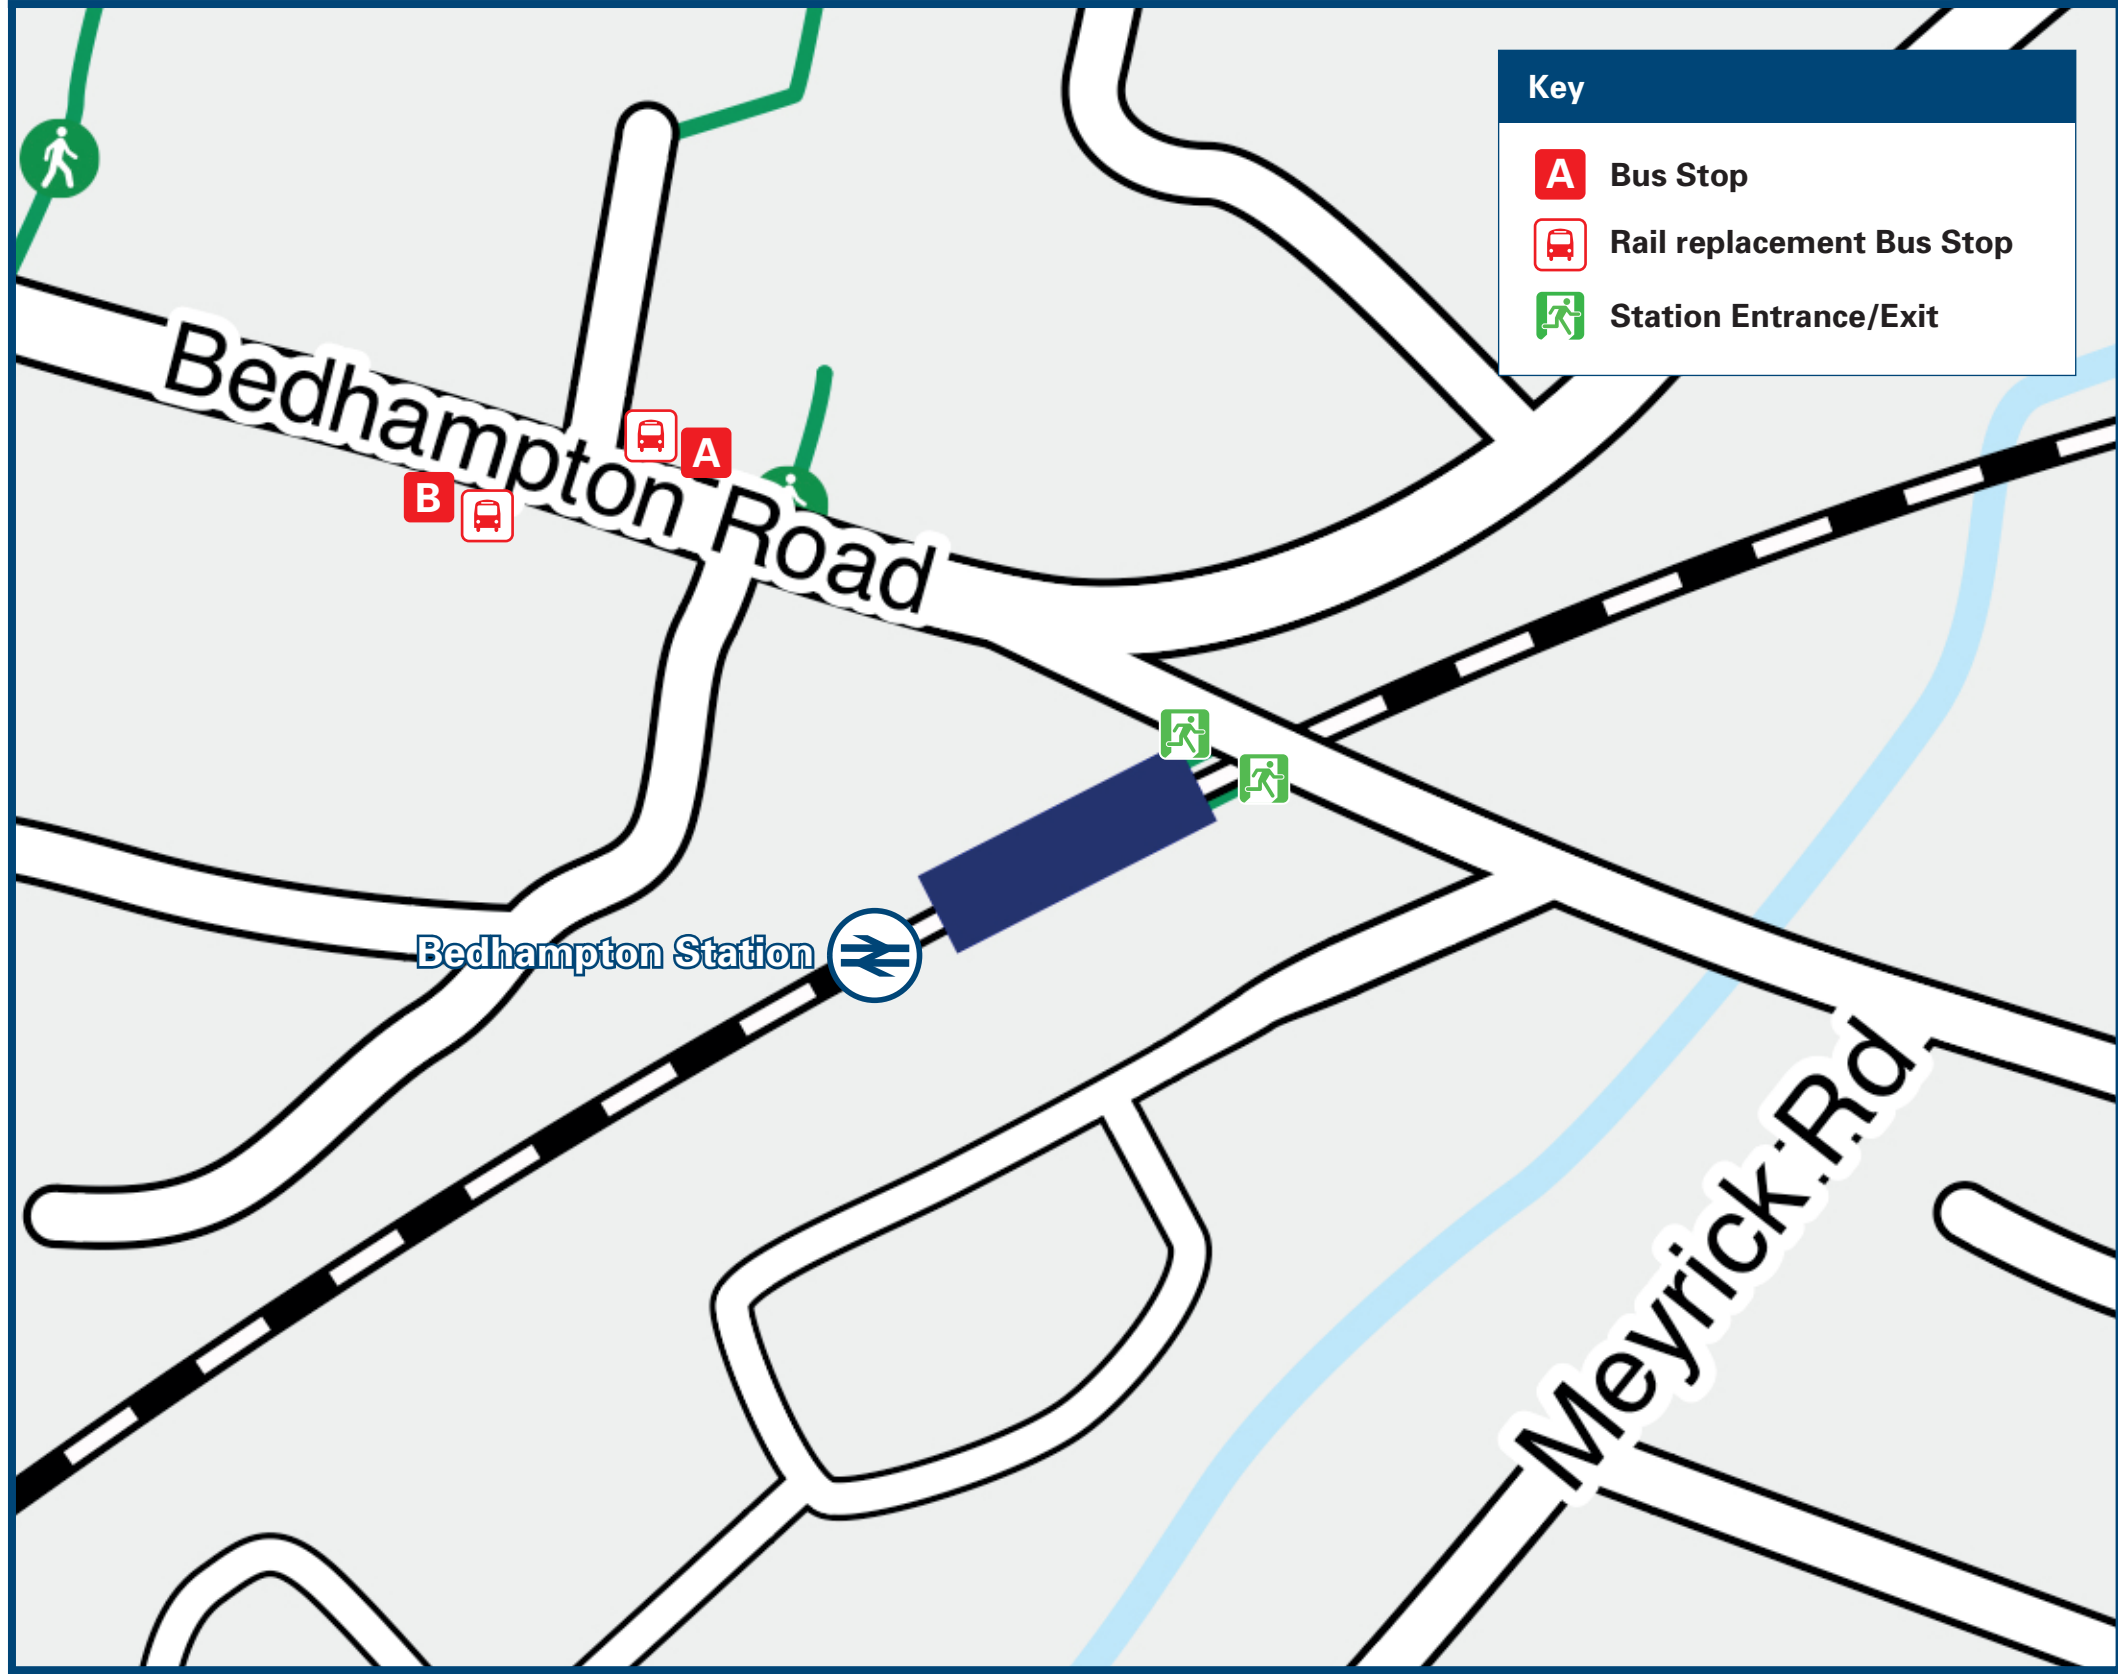 Key
A Bus Stop
Rail replacement Bus Stop
Station Entrance/Exit
Bedhampton Road
A
B
Bedhampton Station
Meyrick Rd